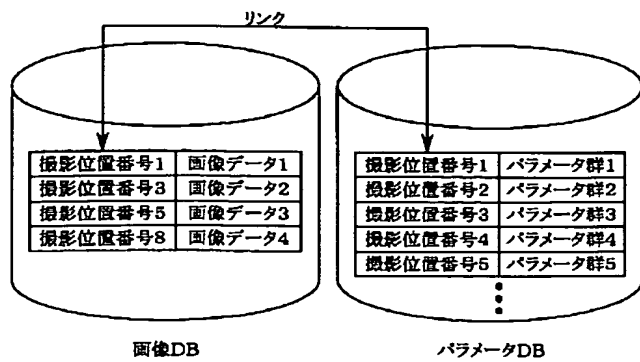 リンク
撮影位置番号1 画像データ1
撮影位置番号3 画像データ2
撮影位置番号5 画像データ3
撮影位置番号8 画像データ4
撮影位置番号1 パラメータ群1
撮影位置番号2 パラメータ群2
撮影位置番号3 パラメータ群3
撮影位置番号4 パラメータ群4
撮影位置番号5 パラメータ群5
画像DB
パラメータDB